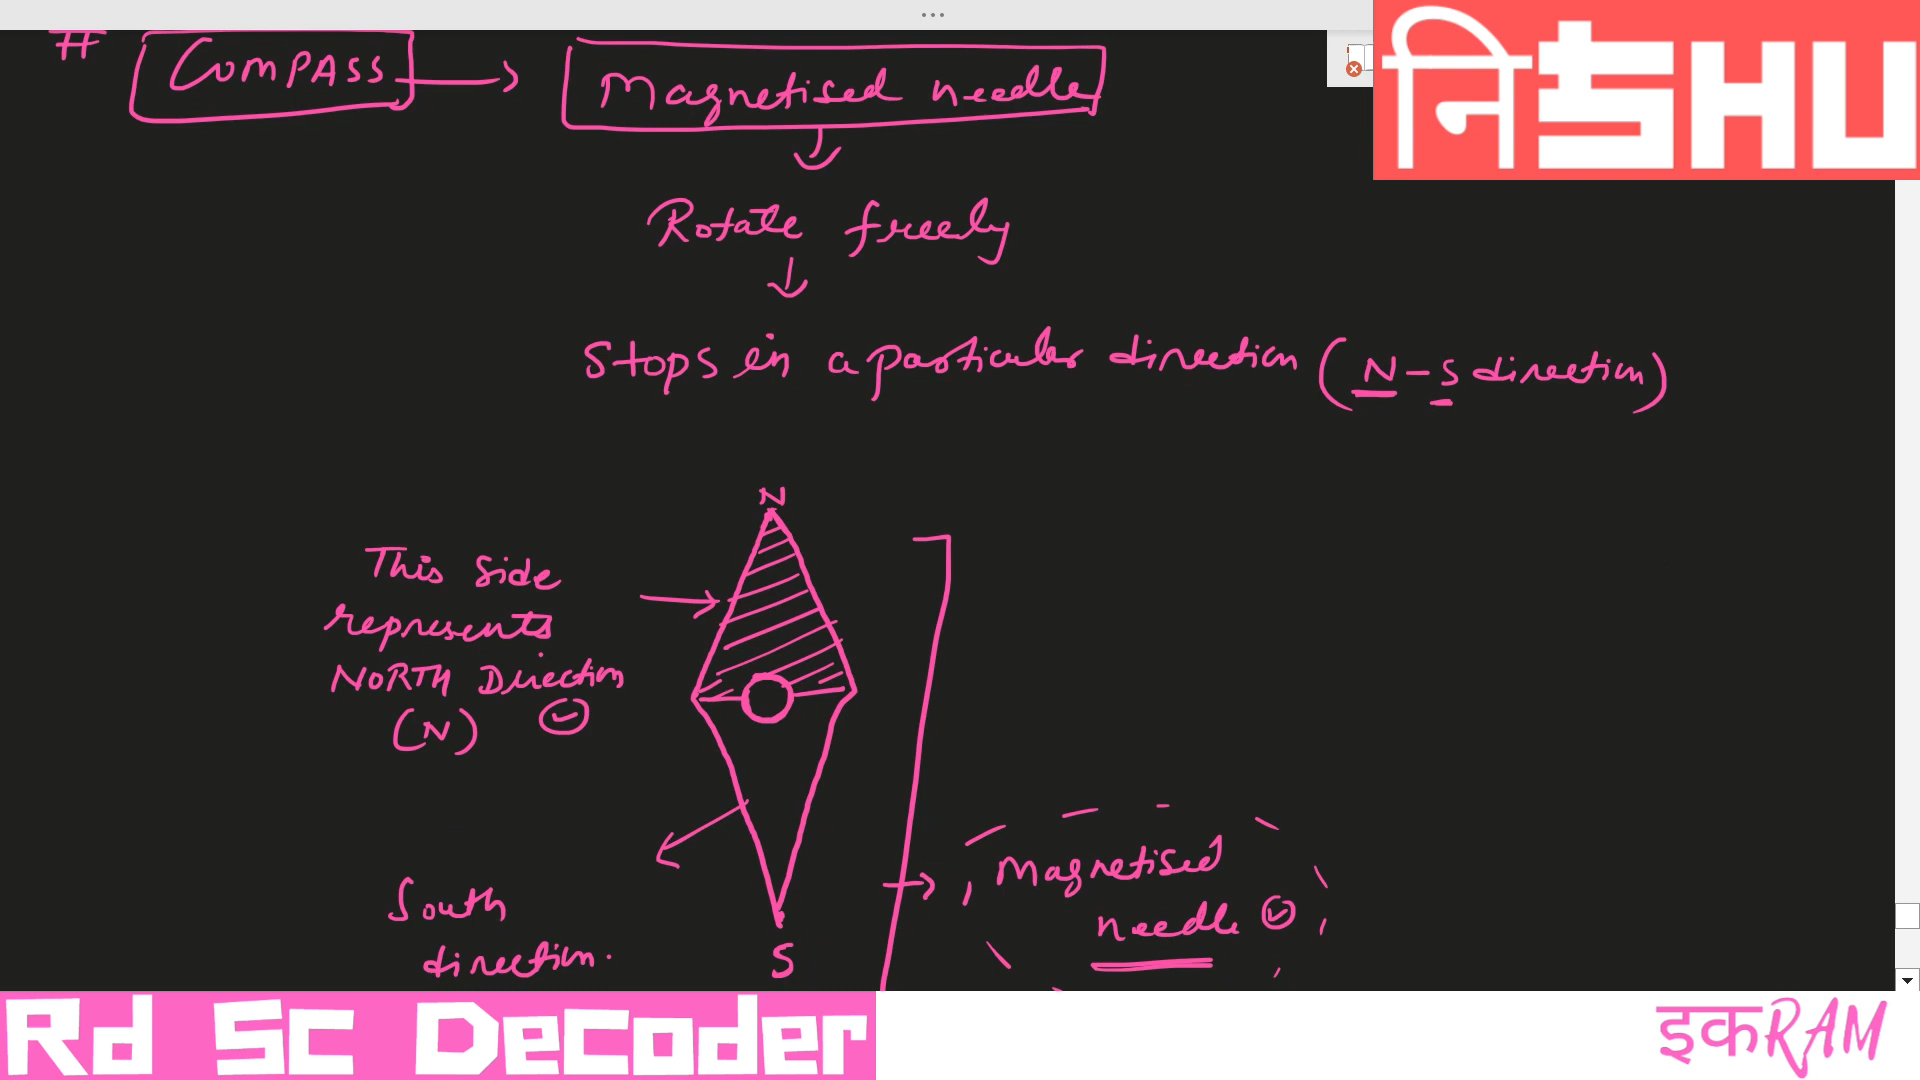 # COMPASS → Magnetised needle
Rotate freely
Stops in a particular direction (N-S direction)
N
This side
represents
NORTH Direction
(N)
South
direction.
S
Magnetised
needle
निSHU
Rd Sc Decoder
इकRAM